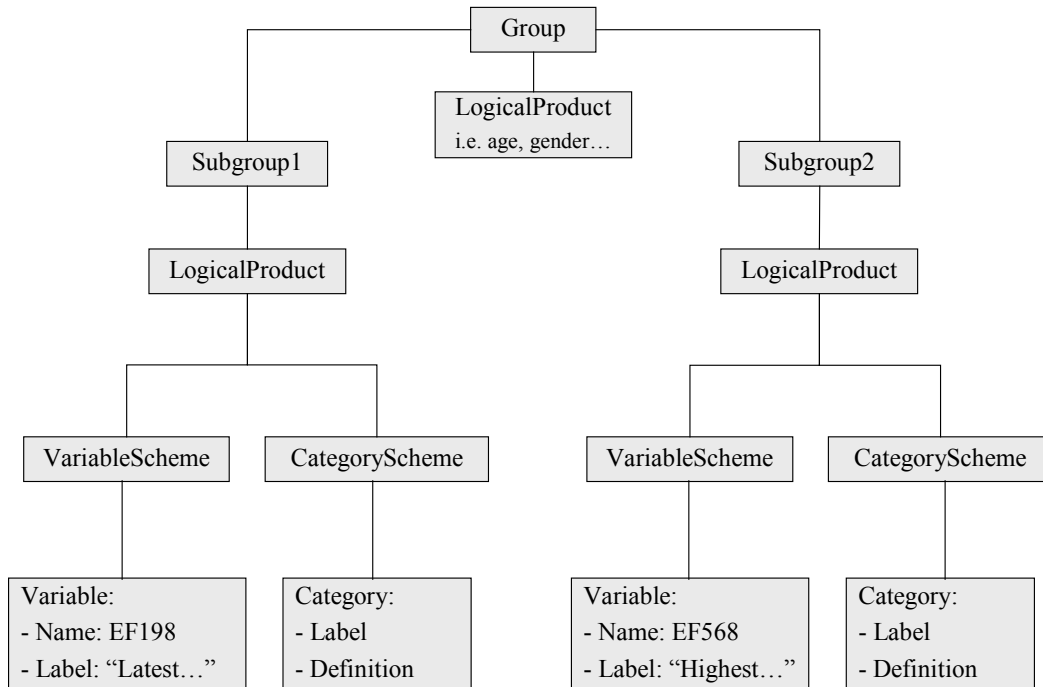 Group
LogicalProduct
i.e. age, gender…
Subgroup1
Subgroup2
LogicalProduct
LogicalProduct
VariableScheme
CategoryScheme
VariableScheme
CategoryScheme
Variable:
- Name: EF198
- Label: “Latest…”
Category:
- Label
- Definition
Variable:
- Name: EF568
- Label: “Highest…”
Category:
- Label
- Definition